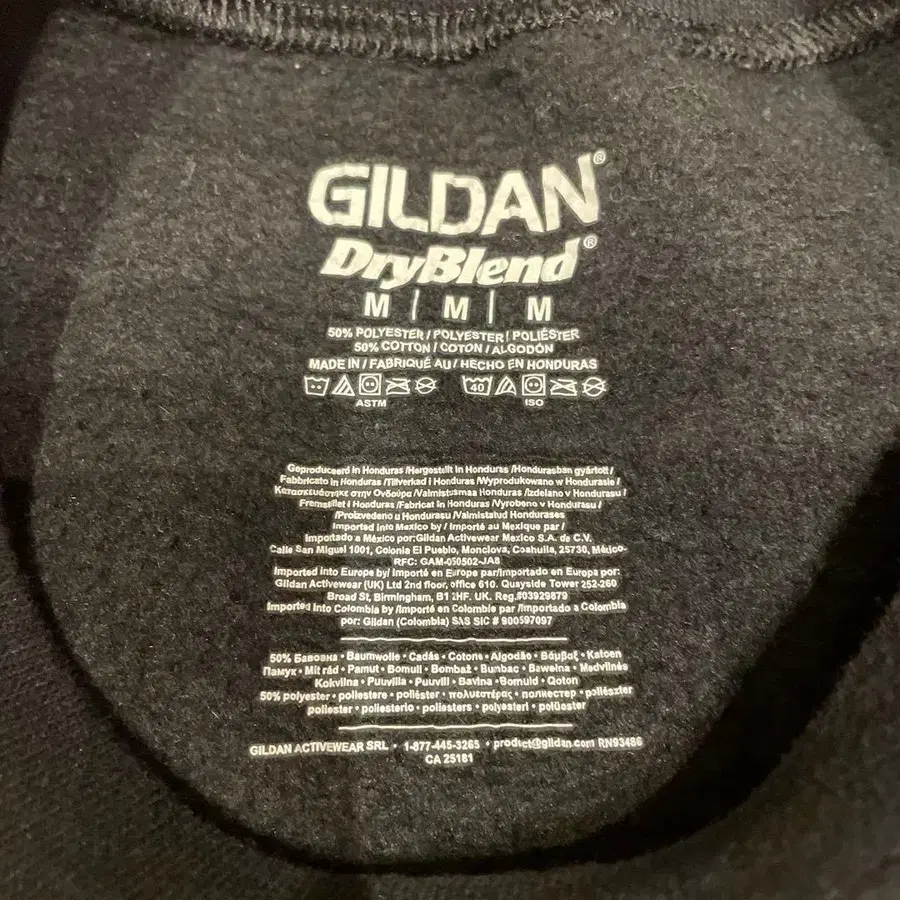 GILDAN®
DryBlend®
M | M | M
50% POLYESTER / POLYESTER / POLIÉSTER
50% COTTON / COTON / ALGODÓN
MADE IN / FABRIQUÉ AU / HECHO EN HONDURAS
40
ASTM ISO
Geproduceerd in Honduras /Hergestellt in Honduras /Hondurasban gyártott /
Fabbricato in Honduras /Tillverkad i Honduras /Wyprodukowano w Honduras /
Κατασκευάστηκε στην Ονδούρα /Valmistusmaa Honduras /Izdelano v Hondurasu /
Fremstillet i Honduras /Fabricat în Honduras /Vyrobeno v Hondurasu /
/Proizvedeno u Hondurasu /Valmistatud Hondurases
Imported into Mexico by / Importé au Mexique par /
Importado a México por:Gildan Activewear Mexico S.A. de C.V.
Calle San Miguel 1001, Colonia El Pueblo, Monclova, Coahuila, 25730, México-
RFC: GAM-050502-JA8
Imported into Europe by/ Importé en Europe par/Importado en Europa por:
Gildan Activewear (UK) Ltd 2nd floor, office 610. Quayside Tower 252-260
Broad St, Birmingham, B1 2HF. UK. Reg.#03929879
Imported into Colombia by /Importé en Colombie par /Importado a Colombia
por: Gildan (Colombia) SAS SIC # 900597097
50% Бавовна • Baumwolle • Cadás • Cotone • Algodão • Βάμβαξ • Katoen
Памук • Mit rád • Pamut • Bomull • Bombaž • Bumbac • Bawełna • Medvilnės
Kokvilna • Puuvilla • Puuvill • Bavlna • Bomuld • Qoton
50% polyester • poliestere • poliéster • πολυεστέρας • полиестер • poliészter
poliester • poliesterio • poliesters • polyesteri • polüester
GILDAN ACTIVEWEAR SRL • 1-877-445-3265 • product@gildan.com RN93486
CA 25181